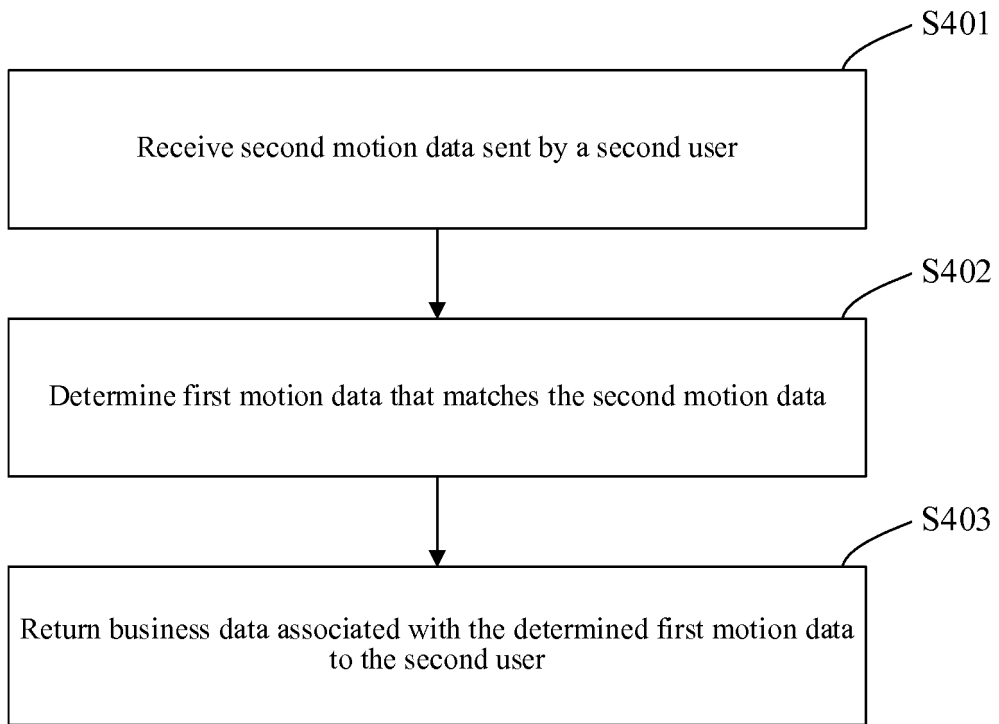 S401
Receive second motion data sent by a second user
S402
Determine first motion data that matches the second motion data
S403
Return business data associated with the determined first motion data
to the second user